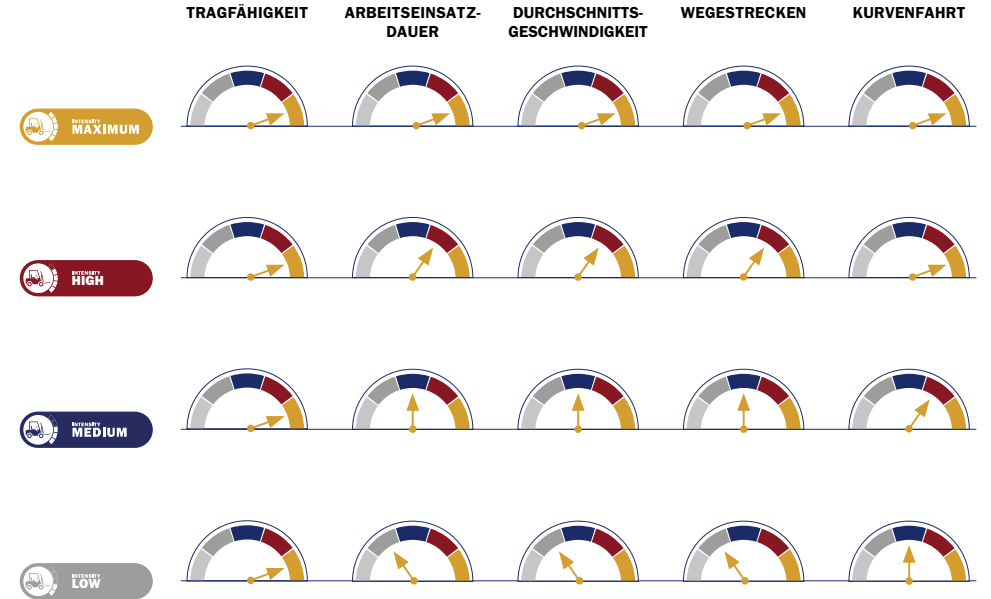 TRAGFÄHIGKEIT
ARBEITSEINSATZ-
DAUER
DURCHSCHNITTS-
GESCHWINDIGKEIT
WEGESTRECKEN
KURVENFAHRT
INTENSITY
MAXIMUM
INTENSITY
HIGH
INTENSITY
MEDIUM
INTENSITY
LOW